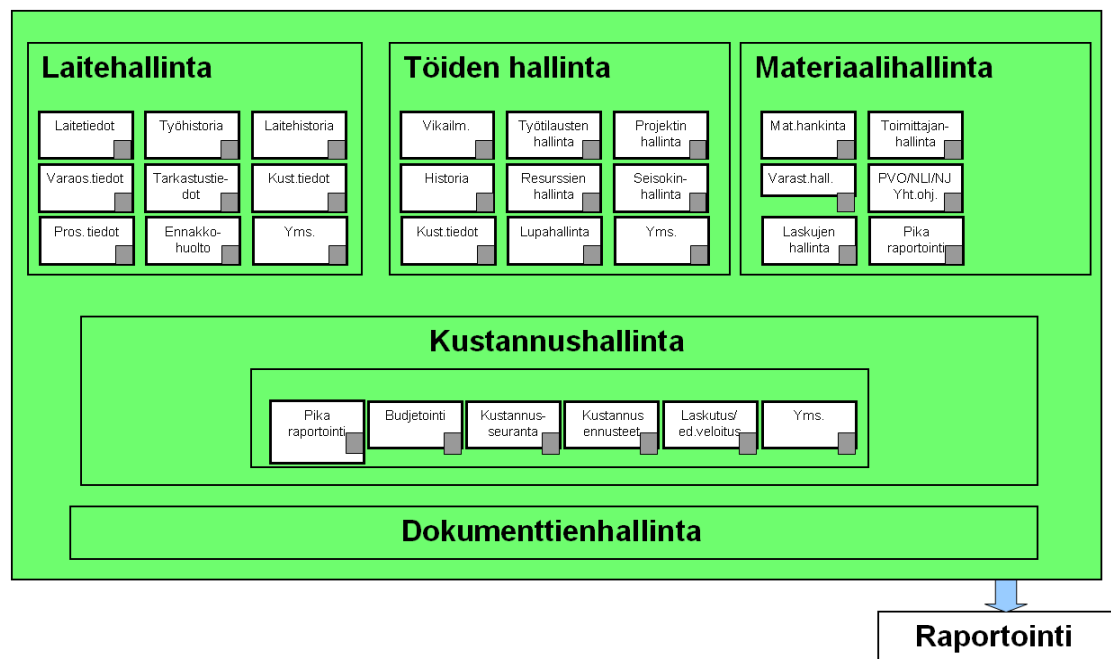 Laitehallinta
Laitetiedot
Työhistoria
Laitehistoria
Varaos.tiedot
Tarkastustie-
dot
Kust.tiedot
Pros. tiedot
Ennakko-
huolto
Yms.
Töiden hallinta
Vikailm.
Työtilausten
hallinta
Projektin
hallinta
Historia
Resurssien
hallinta
Seisokin-
hallinta
Kust.tiedot
Lupahallinta
Yms.
Materiaalihallinta
Mat.hankinta
Toimittajan-
hallinta
Varast.hall.
PVO/NLI/NJ
Yht.ohj.
Laskujen
hallinta
Pika
raportointi
Kustannushallinta
Pika
raportointi
Budjetointi
Kustannus-
seuranta
Kustannus
ennusteet
Laskutus/
ed.veloitus
Yms.
Dokumenttienhallinta
Raportointi